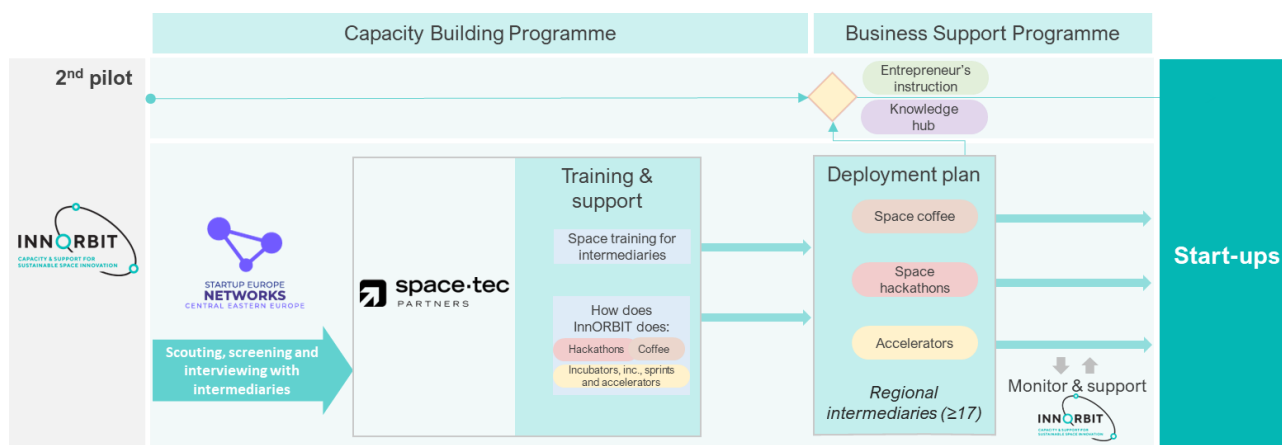 Capacity Building Programme
Business Support Programme
2nd pilot
Entrepreneur's
instruction
Knowledge
hub
INNORBIT
CAPACITY & SUPPORT FOR
SUSTAINABLE SPACE INNOVATION
STARTUP EUROPE
NETWORKS
CENTRAL EASTERN EUROPE
Scouting, screening and
interviewing with
intermediaries
space·tec
PARTNERS
Training &
support
Space training for
intermediaries
How does
InnORBIT does:
Hackathons
Coffee
Incubators, inc., sprints
and accelerators
Deployment plan
Space coffee
Space
hackathons
Accelerators
Regional
intermediaries (≥17)
Monitor & support
INNORBIT
CAPACITY & SUPPORT FOR
SUSTAINABLE SPACE INNOVATION
Start-ups